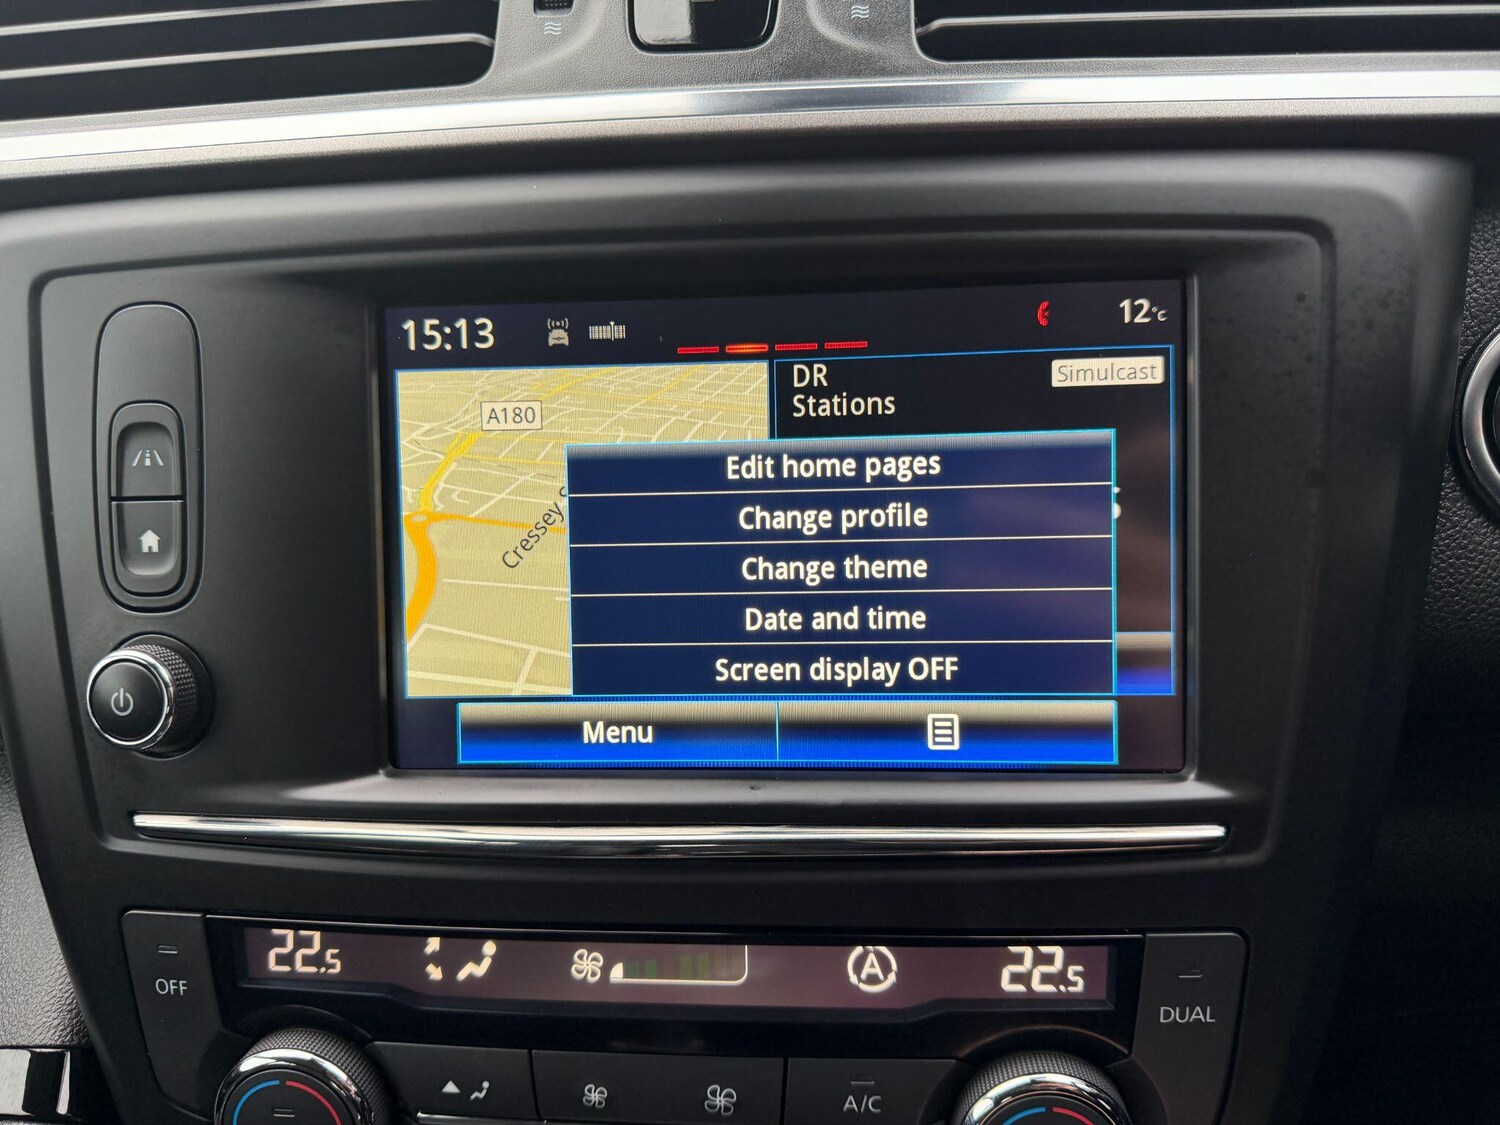 15:13
12°C
A180
Cressey
DR
Stations
Simulcast
Edit home pages
Change profile
Change theme
Date and time
Screen display OFF
Menu
22.5
A
22.5
OFF
DUAL
A/C